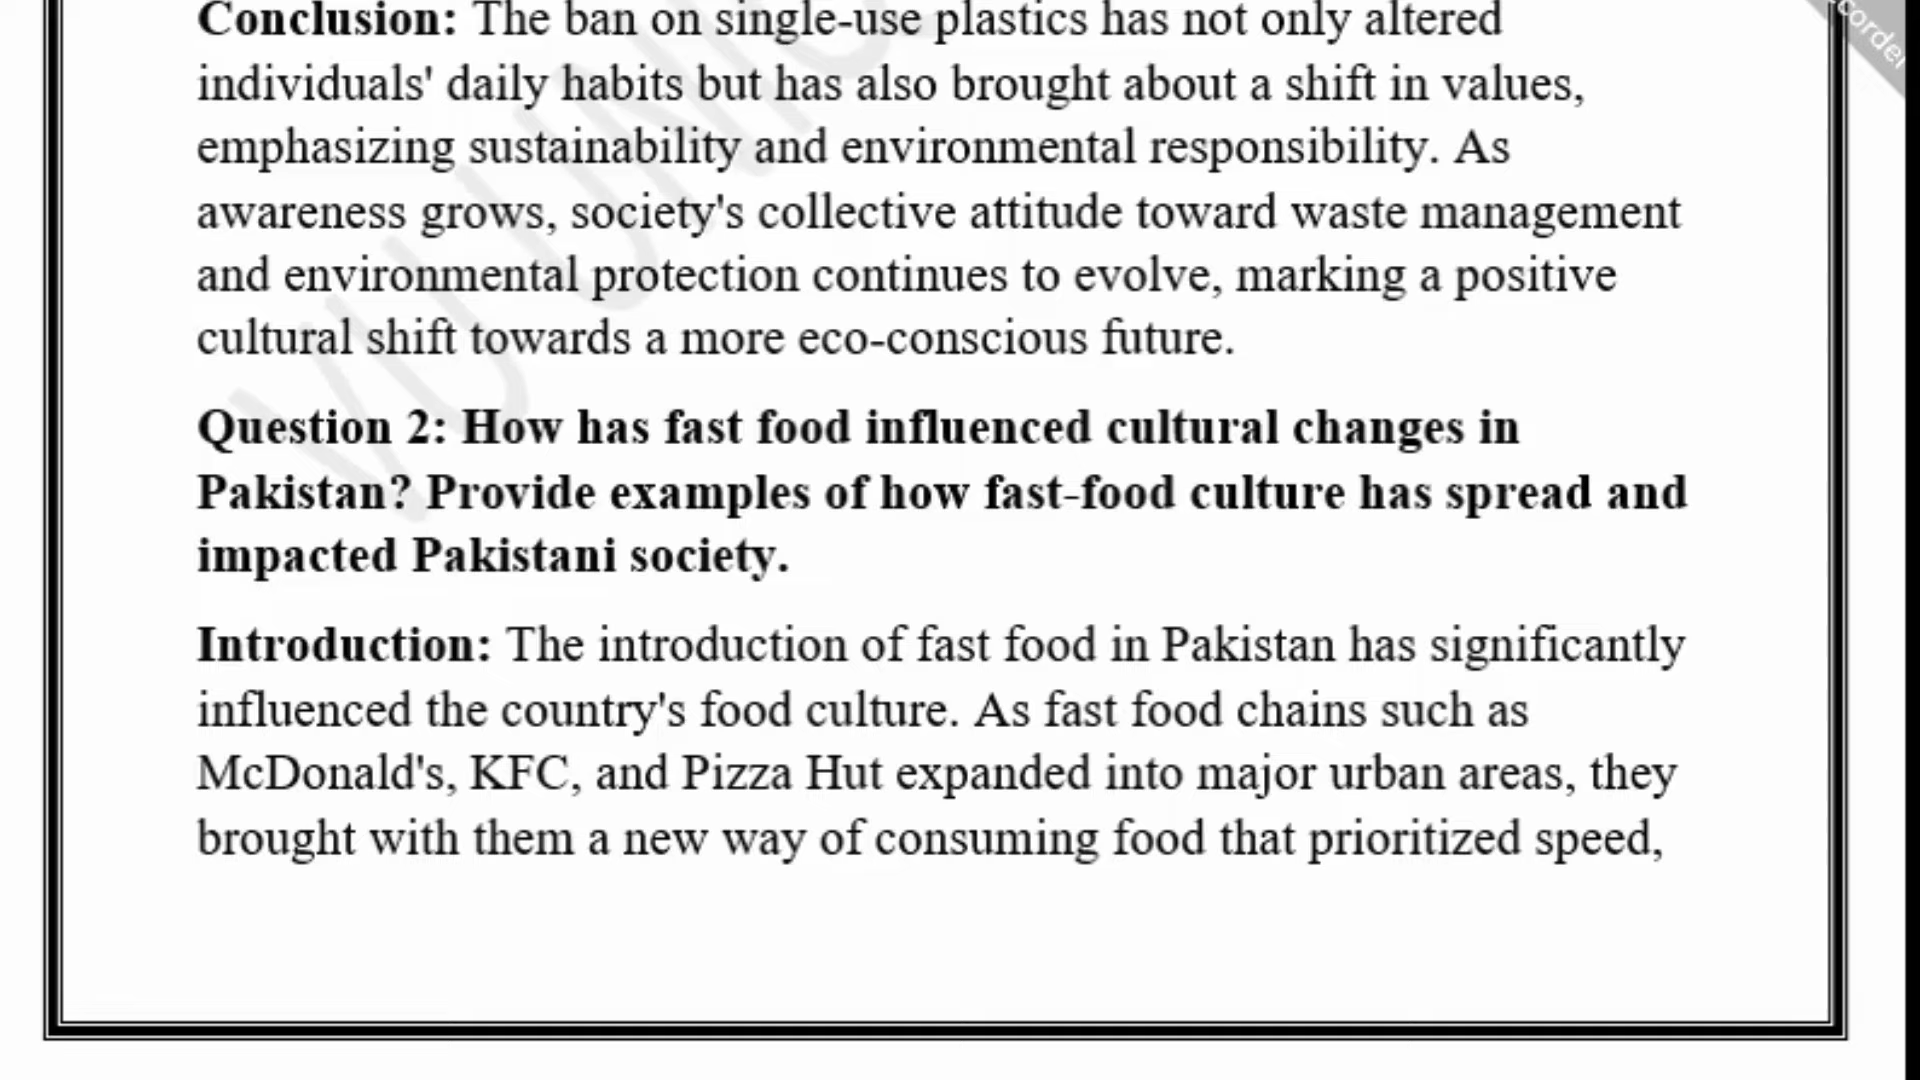 Conclusion: The ban on single-use plastics has not only altered
individuals' daily habits but has also brought about a shift in values,
emphasizing sustainability and environmental responsibility. As
awareness grows, society's collective attitude toward waste management
and environmental protection continues to evolve, marking a positive
cultural shift towards a more eco-conscious future.
Question 2: How has fast food influenced cultural changes in
Pakistan? Provide examples of how fast-food culture has spread and
impacted Pakistani society.
Introduction: The introduction of fast food in Pakistan has significantly
influenced the country's food culture. As fast food chains such as
McDonald's, KFC, and Pizza Hut expanded into major urban areas, they
brought with them a new way of consuming food that prioritized speed,